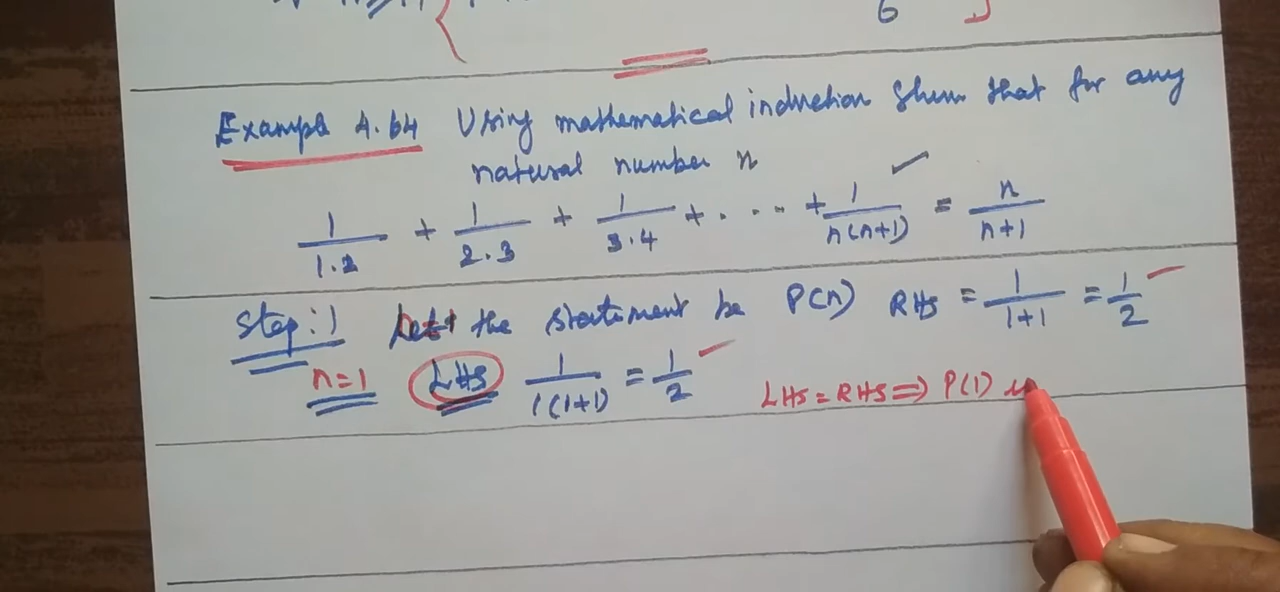 6
Example 4.64 Using mathematical induction show that for any
natural number n
1/1.2 + 1/2.3 + 1/3.4 + . . . . + 1/n(n+1) = n/n+1
Step:1 Let the statement be P(n) RHS = 1/1+1 = 1/2
n=1 LHS 1/1(1+1) = 1/2 LHS = RHS ⇒ P(1)